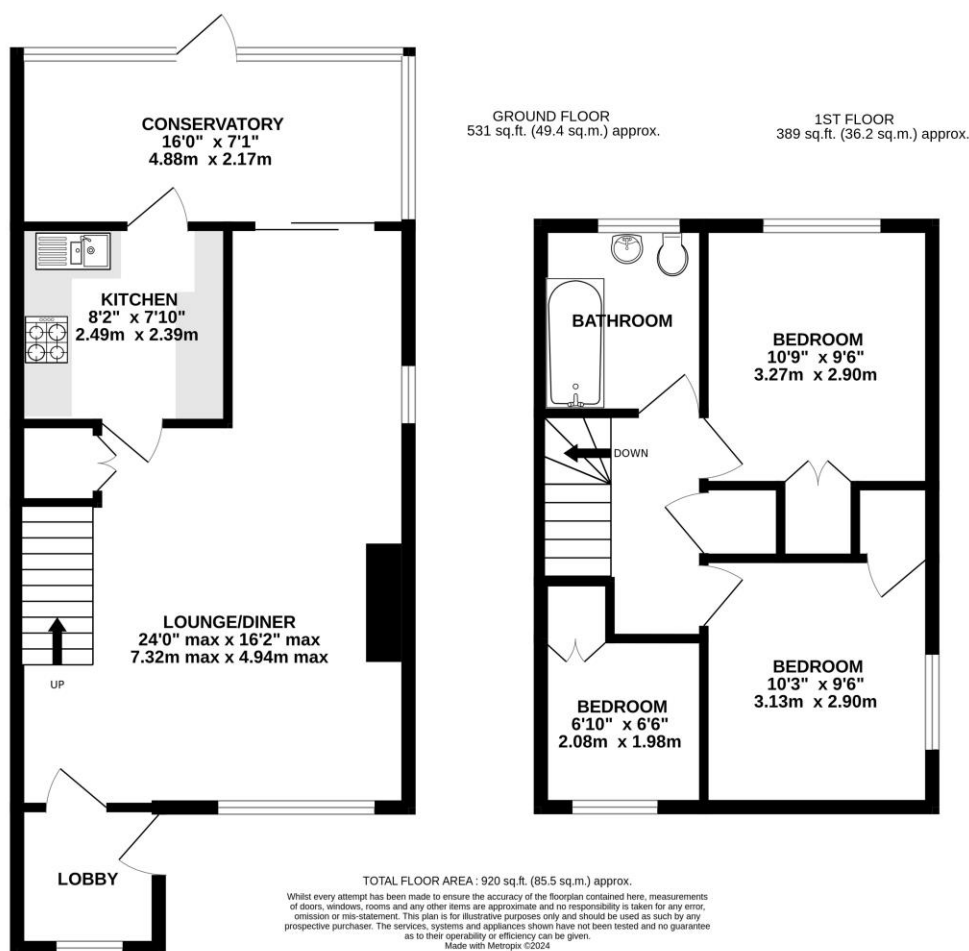 GROUND FLOOR
531 sq.ft. (49.4 sq.m.) approx.
1ST FLOOR
389 sq.ft. (36.2 sq.m.) approx.
CONSERVATORY
16'0" x 7'1"
4.88m x 2.17m
KITCHEN
8'2" x 7'10"
2.49m x 2.39m
LOUNGE/DINER
24'0" max x 16'2" max
7.32m max x 4.94m max
UP
LOBBY
BATHROOM
BEDROOM
10'9" x 9'6"
3.27m x 2.90m
DOWN
BEDROOM
10'3" x 9'6"
3.13m x 2.90m
BEDROOM
6'10" x 6'6"
2.08m x 1.98m
TOTAL FLOOR AREA : 920 sq.ft. (85.5 sq.m.) approx.
Whilst every attempt has been made to ensure the accuracy of the floorplan contained here, measurements
of doors, windows, rooms and any other items are approximate and no responsibility is taken for any error,
omission or mis-statement. This plan is for illustrative purposes only and should be used as such by any
prospective purchaser. The services, systems and appliances shown have not been tested and no guarantee
as to their operability or efficiency can be given.
Made with Metropix ©2024